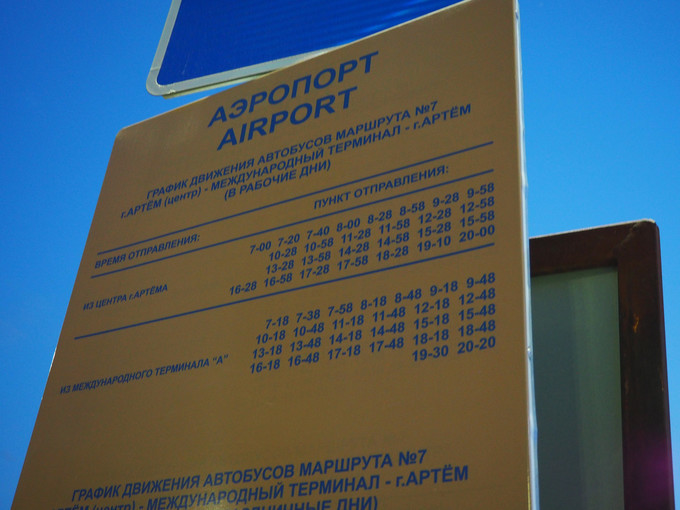 АЭРОПОРТ
AIRPORT
ГРАФИК ДВИЖЕНИЯ АВТОБУСОВ МАРШРУТА №7
г.АРТЁМ (центр) - МЕЖДУНАРОДНЫЙ ТЕРМИНАЛ - г.АРТЁМ
(В РАБОЧИЕ ДНИ)
ВРЕМЯ ОТПРАВЛЕНИЯ: ПУНКТ ОТПРАВЛЕНИЯ:
7-00 7-20 7-40 8-00 8-28 8-58 9-28 9-58
10-28 10-58 11-28 11-58 12-28 12-58
13-28 13-58 14-28 14-58 15-28 15-58
ИЗ ЦЕНТРА г.АРТЁМА 16-28 16-58 17-28 17-58 18-28 19-10 20-00
7-18 7-38 7-58 8-18 8-48 9-18 9-48
10-18 10-48 11-18 11-48 12-18 12-48
13-18 13-48 14-18 14-48 15-18 15-48
ИЗ МЕЖДУНАРОДНОГО ТЕРМИНАЛА "А" 16-18 16-48 17-18 17-48 18-18 18-48
19-30 20-20
ГРАФИК ДВИЖЕНИЯ АВТОБУСОВ МАРШРУТА №7
(центр) - МЕЖДУНАРОДНЫЙ ТЕРМИНАЛ - г.АРТЁМ
ДНИ)